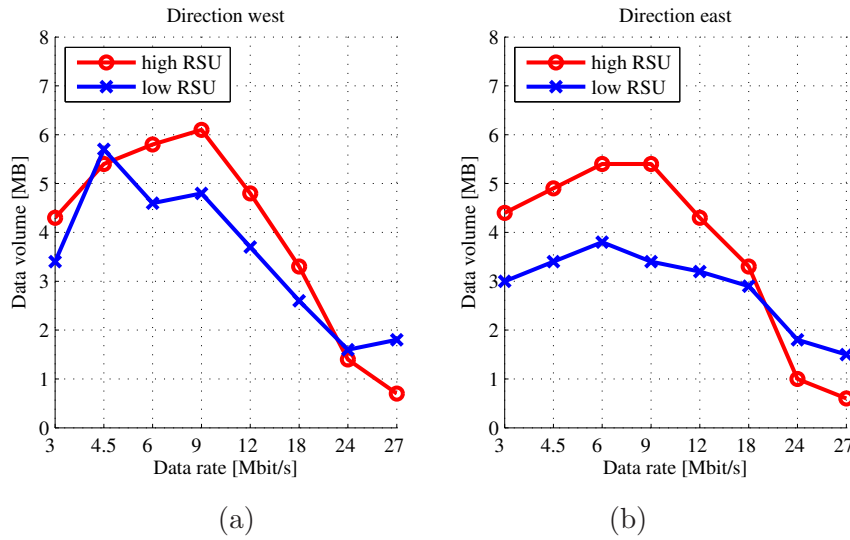 Direction west
8
7
6
5
4
3
2
1
0
Data volume [MB]
high RSU
low RSU
3 4.5 6 9 12 18 24 27
Data rate [Mbit/s]
(a)
Direction east
8
7
6
5
4
3
2
1
0
Data volume [MB]
high RSU
low RSU
3 4.5 6 9 12 18 24 27
Data rate [Mbit/s]
(b)